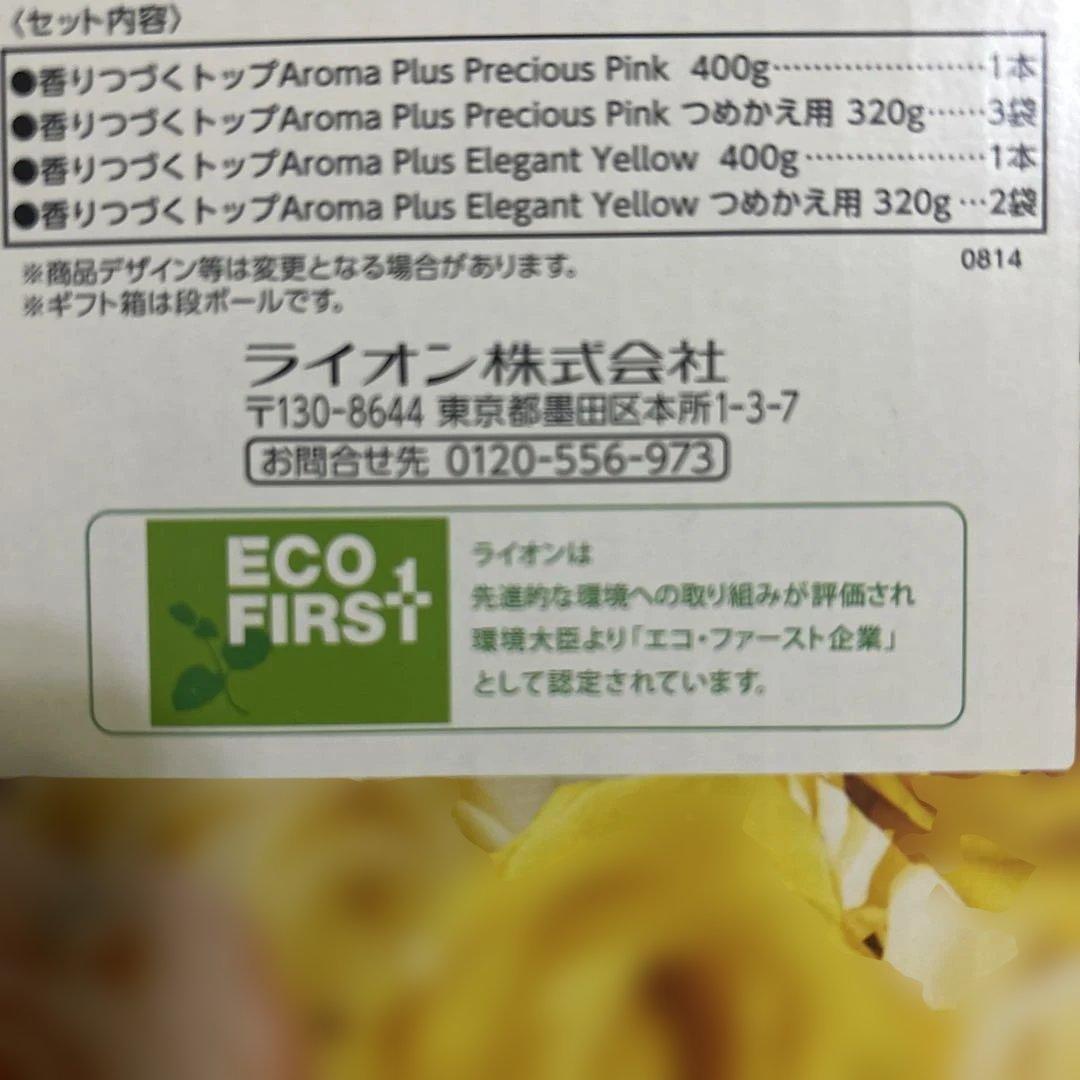 〈セット内容〉
●香りつづくトップAroma Plus Precious Pink 400g……………………1本
●香りつづくトップAroma Plus Precious Pink つめかえ用 320g……3袋
●香りつづくトップAroma Plus Elegant Yellow 400g…………………1本
●香りつづくトップAroma Plus Elegant Yellow つめかえ用 320g…2袋
※商品デザイン等は変更となる場合があります。
0814
※ギフト箱は段ボールです。
ライオン株式会社
〒130-8644 東京都墨田区本所1-3-7
お問合せ先 0120-556-973
ECO
FIRST
ライオンは
先進的な環境への取り組みが評価され
環境大臣より「エコ・ファースト企業」
として認定されています。